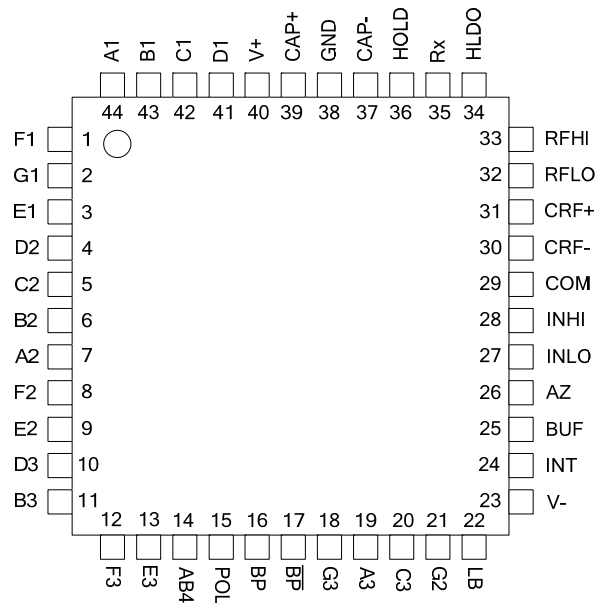 A1 B1 C1 D1 V+ CAP+ GND CAP- HOLD Rx HLDO
44 43 42 41 40 39 38 37 36 35 34
F1 1 33 RFHI
G1 2 32 RFLO
E1 3 31 CRF+
D2 4 30 CRF-
C2 5 29 COM
B2 6 28 INHI
A2 7 27 INLO
F2 8 26 AZ
E2 9 25 BUF
D3 10 24 INT
B3 11 23 V-
12 13 14 15 16 17 18 19 20 21 22
F3 E3 AB4 POL BP B̅P̅ G3 A3 C3 G2 LB